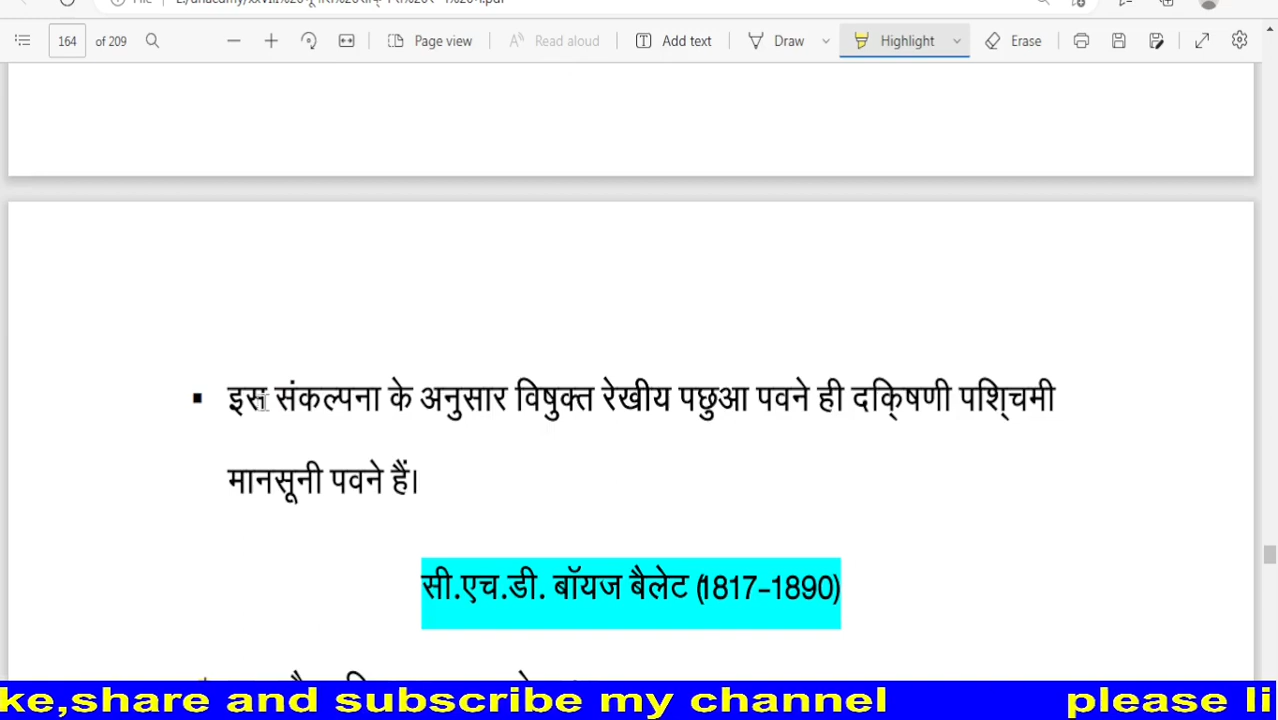 164 of 209 Page view Read aloud Add text Draw Highlight Erase
▪ इस संकल्पना के अनुसार विषुक्त रेखीय पछुआ पवने ही दक्षिणी पश्चिमी
मानसूनी पवने हैं।
सी.एच.डी. बॉयज बैलेट (1817-1890)
ke,share and subscribe my channel please li